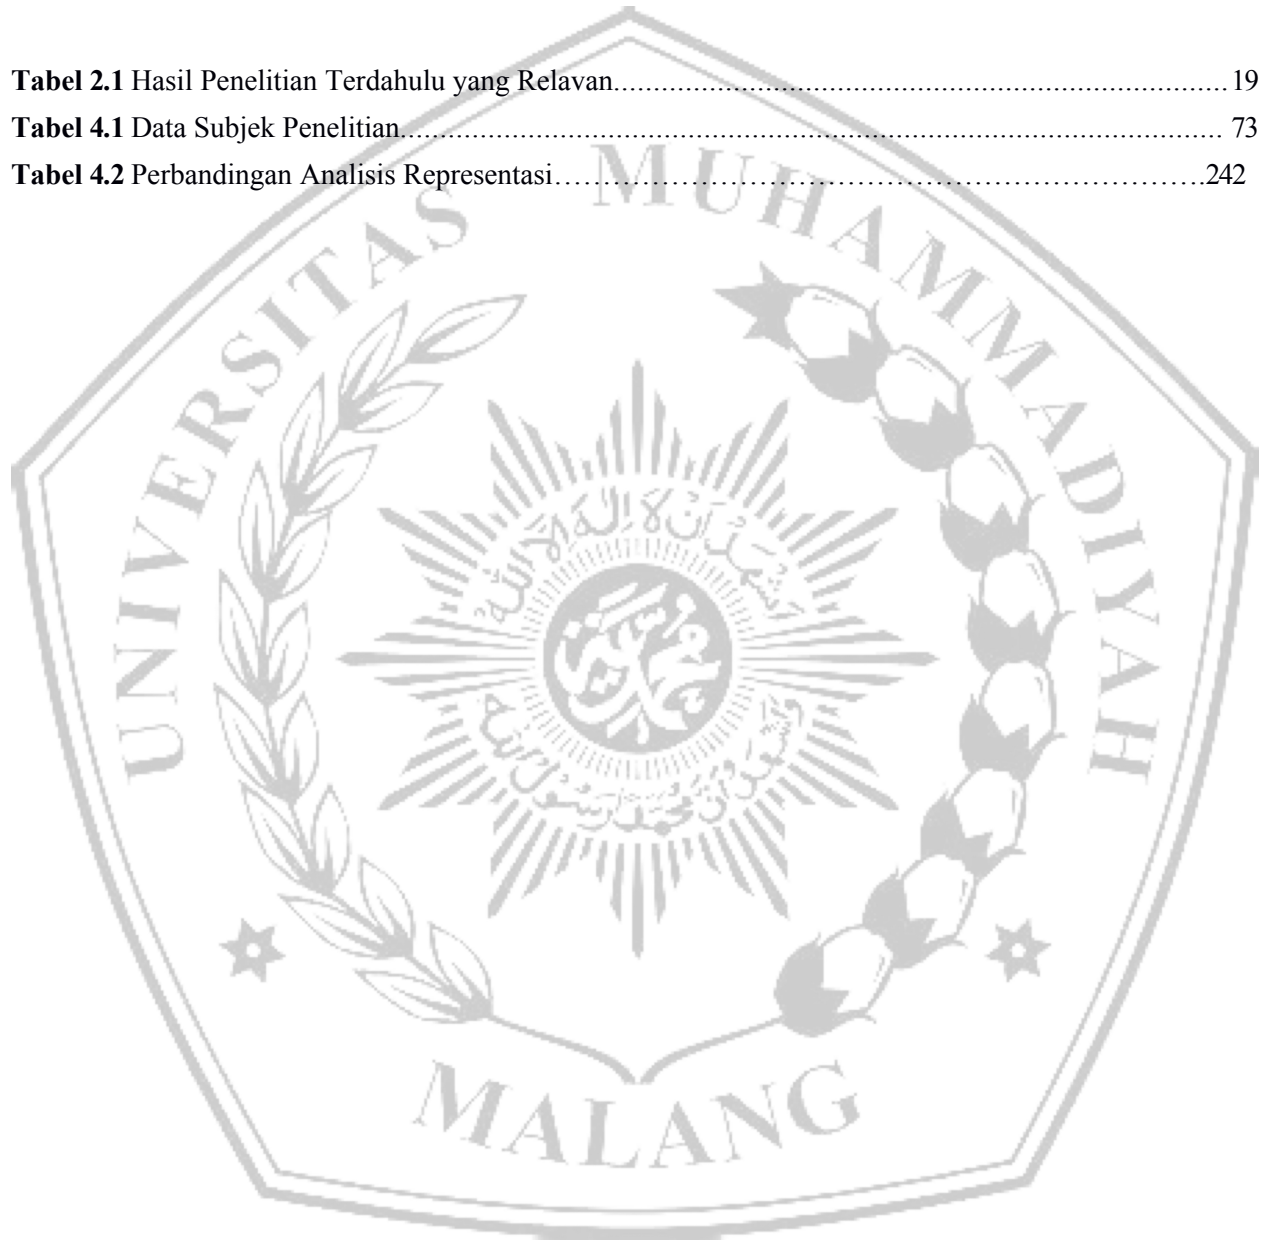 Tabel 2.1 Hasil Penelitian Terdahulu yang Relavan........................................................................... 19
Tabel 4.1 Data Subjek Penelitian..................................................................................................... 73
Tabel 4.2 Perbandingan Analisis Representasi……………………………………………………………….242
UNIVERSITAS MUHAMMADIYAH
MALANG